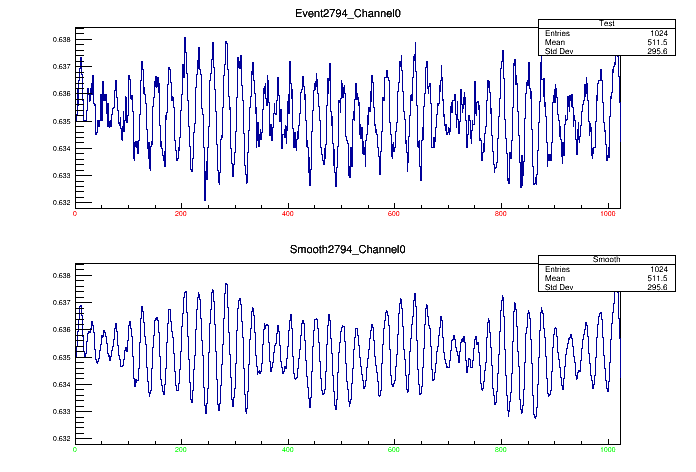 Event2794_Channel0
Test
Entries 1024
Mean 511.5
Std Dev 295.6
0.638
0.637
0.636
0.635
0.634
0.633
0.632
0 200 400 600 800 1000
Smooth2794_Channel0
Smooth
Entries 1024
Mean 511.5
Std Dev 295.6
0.638
0.637
0.636
0.635
0.634
0.633
0.632
0 200 400 600 800 1000